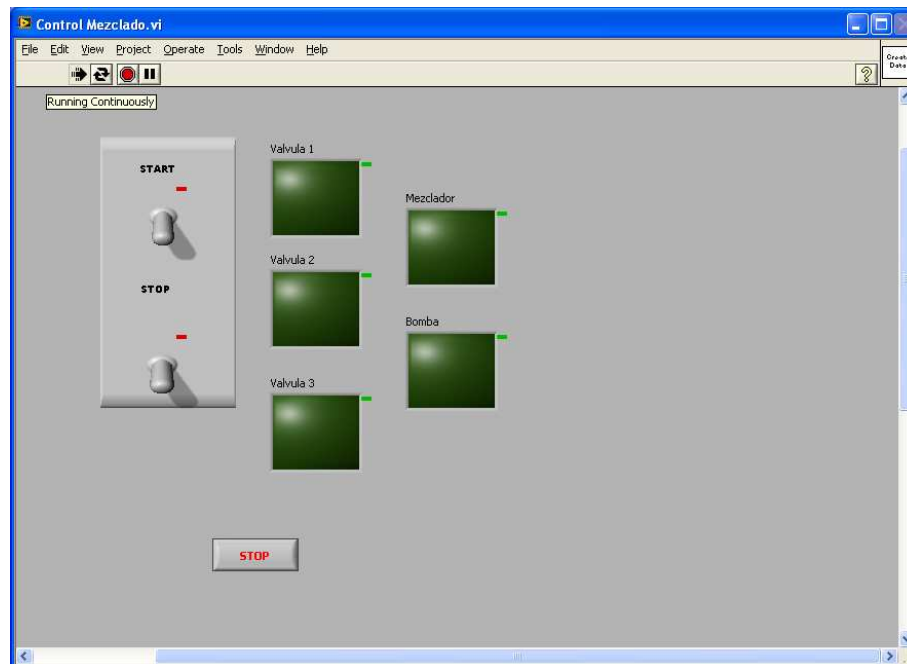 Control Mezclado.vi
File Edit View Project Operate Tools Window Help
Running Continuously
START
STOP
Valvula 1
Valvula 2
Valvula 3
Mezclador
Bomba
STOP